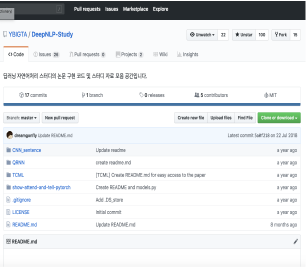 Pull requests Issues Marketplace Explore
YBIGTA / DeepNLP-Study
Unwatch 22 Unstar 100 Fork 19
Code Issues 26 Pull requests 0 Projects 2 Wiki Insights
딥러닝 자연어처리 스터디의 논문 구현 코드 및 스터디 자료 모음 공간입니다.
17 commits 1 branch 0 releases 5 contributors MIT
Branch: master New pull request Create new file Upload files Find File Clone or download
Update README.md Latest commit on 22 Jul 2018
CNN_sentence Update readme a year ago
QRNN create readme.md a year ago
TCML [TCML] Create README.md for easy access to the paper a year ago
show-attend-and-tell-pytorch Create README and models.py a year ago
.gitignore Add .DS_store a year ago
LICENSE Initial commit a year ago
README.md Update README.md 8 months ago
README.md